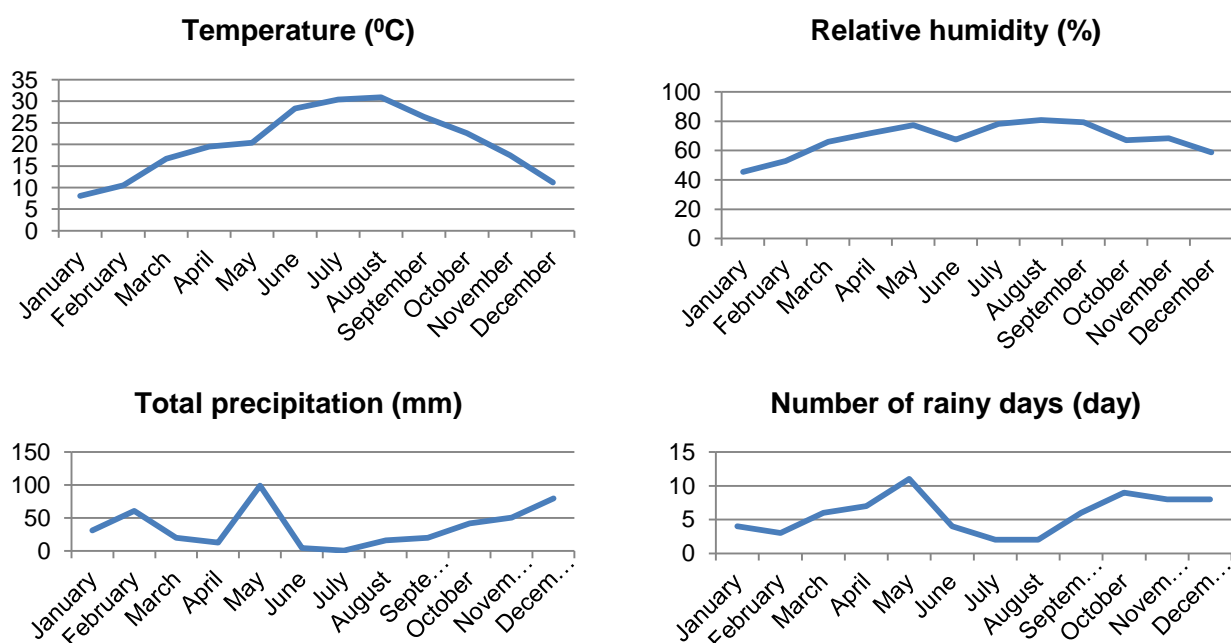 Temperature (⁰C)
35
30
25
20
15
10
5
0
January
February
March
April
May
June
July
August
September
October
November
December
Relative humidity (%)
100
80
60
40
20
0
January
February
March
April
May
June
July
August
September
October
November
December
Total precipitation (mm)
150
100
50
0
January
February
March
April
May
June
July
August
Septe…
October
Novem…
Decem…
Number of rainy days (day)
15
10
5
0
January
February
March
April
May
June
July
August
Septem…
October
Novem…
Decem…